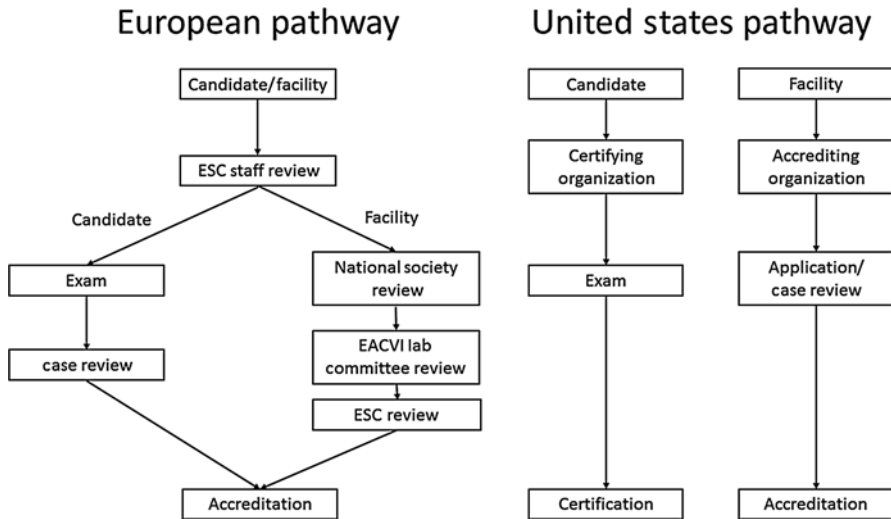 European pathway
Candidate/facility
ESC staff review
Candidate
Facility
Exam
National society
review
case review
EACVI lab
committee review
ESC review
Accreditation
United states pathway
Candidate
Certifying
organization
Exam
Certification
Facility
Accrediting
organization
Application/
case review
Accreditation